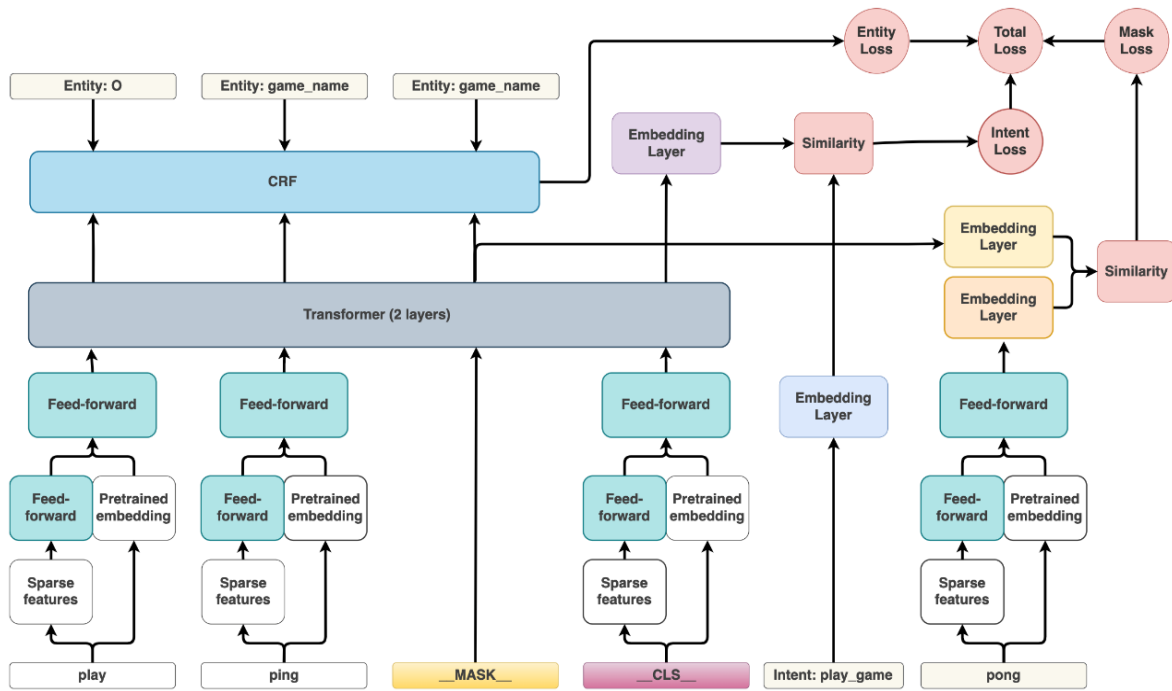 Entity
Loss
Total
Loss
Mask
Loss
Entity: O
Entity: game_name
Entity: game_name
Embedding
Layer
Similarity
Intent
Loss
CRF
Embedding
Layer
Similarity
Embedding
Layer
Transformer (2 layers)
Feed-forward
Feed-forward
Feed-forward
Embedding
Layer
Feed-forward
Feed-
forward
Pretrained
embedding
Feed-
forward
Pretrained
embedding
Feed-
forward
Pretrained
embedding
Feed-
forward
Pretrained
embedding
Sparse
features
Sparse
features
Sparse
features
Sparse
features
play
ping
__MASK__
__CLS__
Intent: play_game
pong